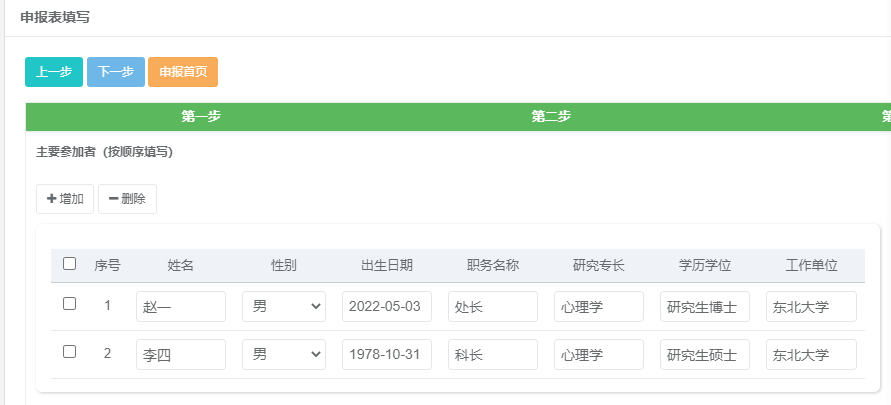 申报表填写
上一步 下一步 申报首页
第一步 第二步
主要参加者（按顺序填写）
增加 删除
序号 姓名 性别 出生日期 职务名称 研究专长 学历学位 工作单位
1 赵一 男 2022-05-03 处长 心理学 研究生博士 东北大学
2 李四 男 1978-10-31 科长 心理学 研究生硕士 东北大学